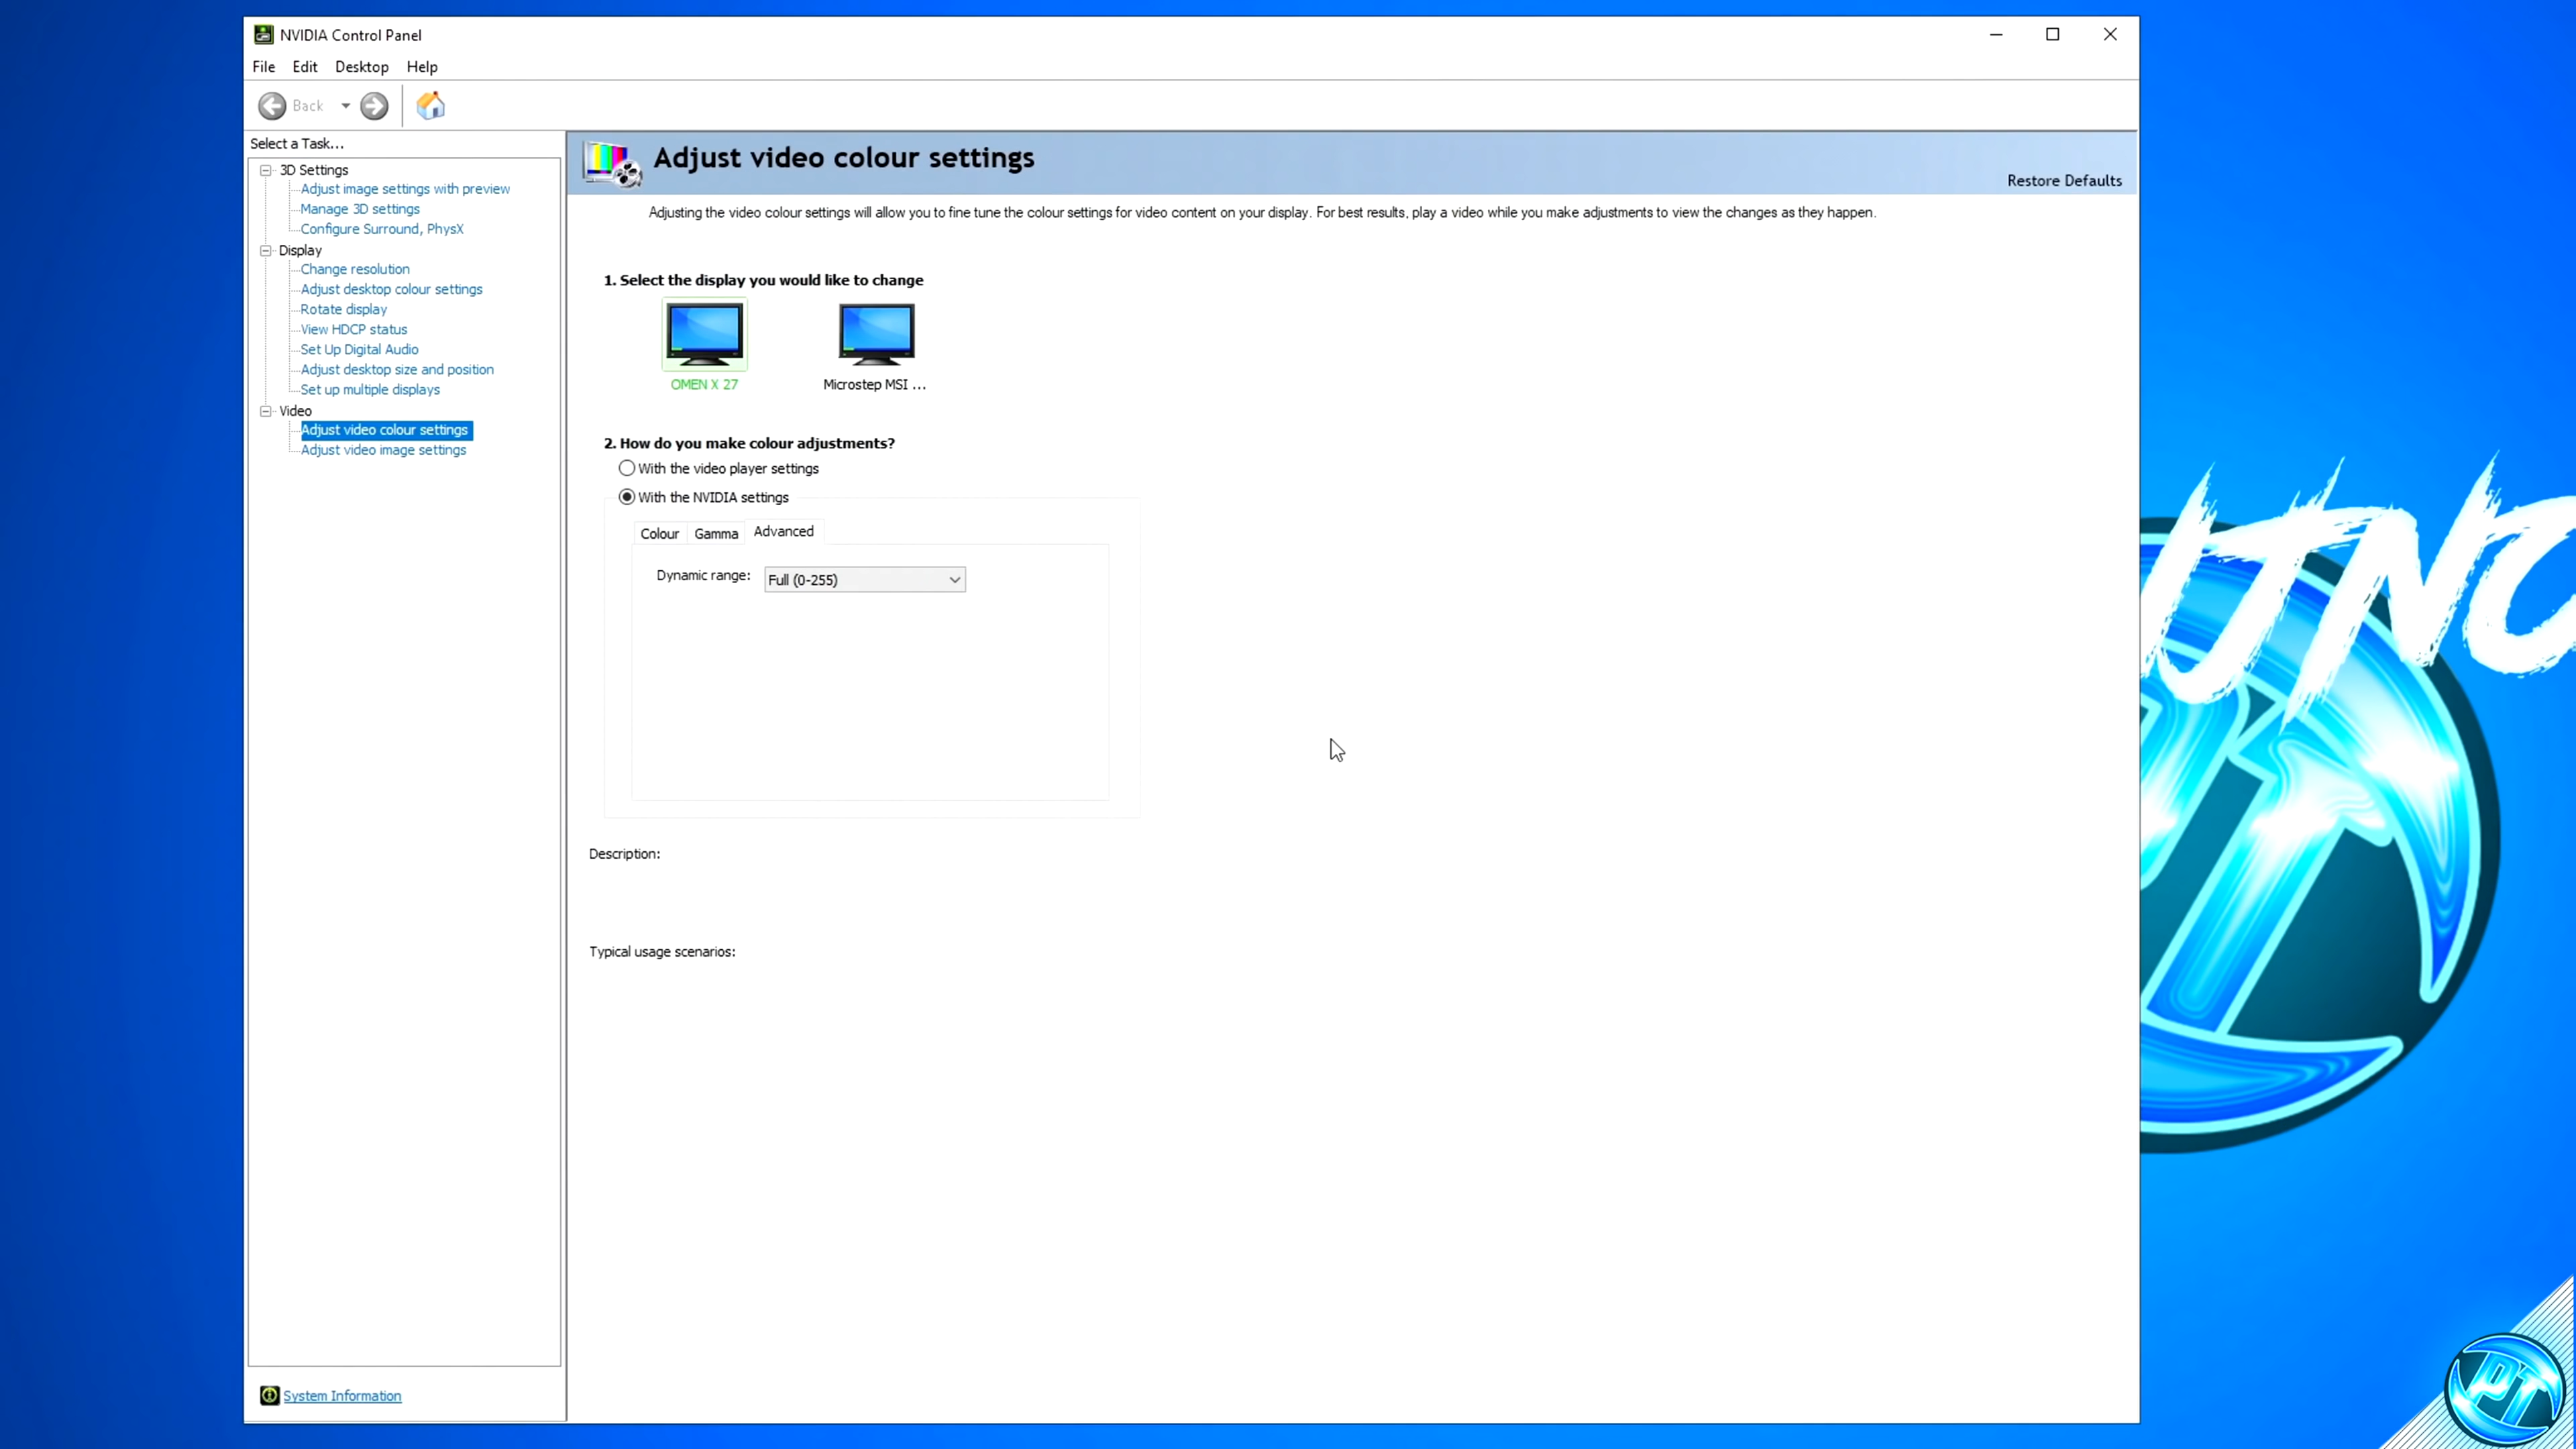 NVIDIA Control Panel
File Edit Desktop Help
Back
Select a Task...
3D Settings
Adjust image settings with preview
Manage 3D settings
Configure Surround, PhysX
Display
Change resolution
Adjust desktop colour settings
Rotate display
View HDCP status
Set Up Digital Audio
Adjust desktop size and position
Set up multiple displays
Video
Adjust video colour settings
Adjust video image settings
System Information
Adjust video colour settings
Restore Defaults
Adjusting the video colour settings will allow you to fine tune the colour settings for video content on your display. For best results, play a video while you make adjustments to view the changes as they happen.
1. Select the display you would like to change
OMEN X 27
Microstep MSI ...
2. How do you make colour adjustments?
With the video player settings
With the NVIDIA settings
Colour Gamma Advanced
Dynamic range: Full (0-255)
Description:
Typical usage scenarios:
PT